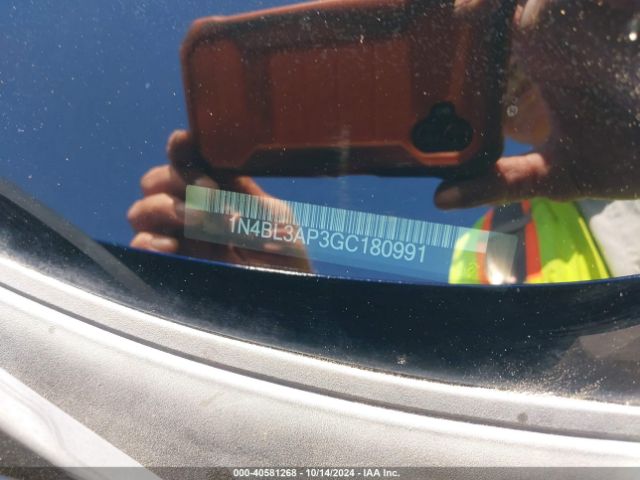 1N4BL3AP3GC180991
000-40581268 - 10/14/2024 - IAA Inc.